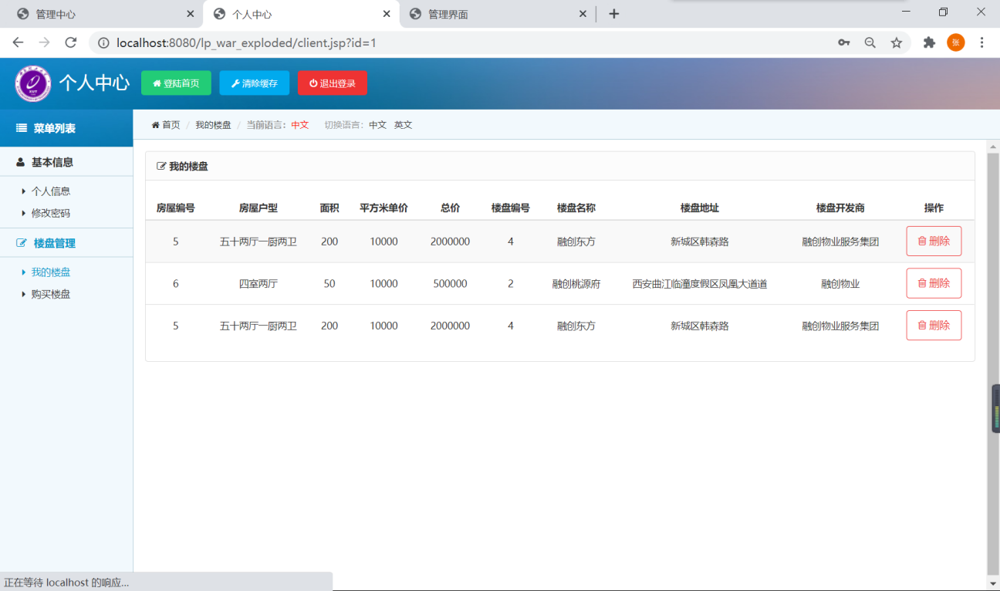 管理中心
个人中心
管理界面
localhost:8080/lp_war_exploded/client.jsp?id=1
张
个人中心
登陆首页
清除缓存
退出登录
菜单列表
首页 / 我的楼盘 / 当前语言：中文 切换语言：中文 英文
基本信息
个人信息
修改密码
楼盘管理
我的楼盘
购买楼盘
我的楼盘
房屋编号 房屋户型 面积 平方米单价 总价 楼盘编号 楼盘名称 楼盘地址 楼盘开发商 操作
5 五十两厅一厨两卫 200 10000 2000000 4 融创东方 新城区韩森路 融创物业服务集团 删除
6 四室两厅 50 10000 500000 2 融创桃源府 西安曲江临潼度假区凤凰大道道 融创物业 删除
5 五十两厅一厨两卫 200 10000 2000000 4 融创东方 新城区韩森路 融创物业服务集团 删除
正在等待 localhost 的响应...